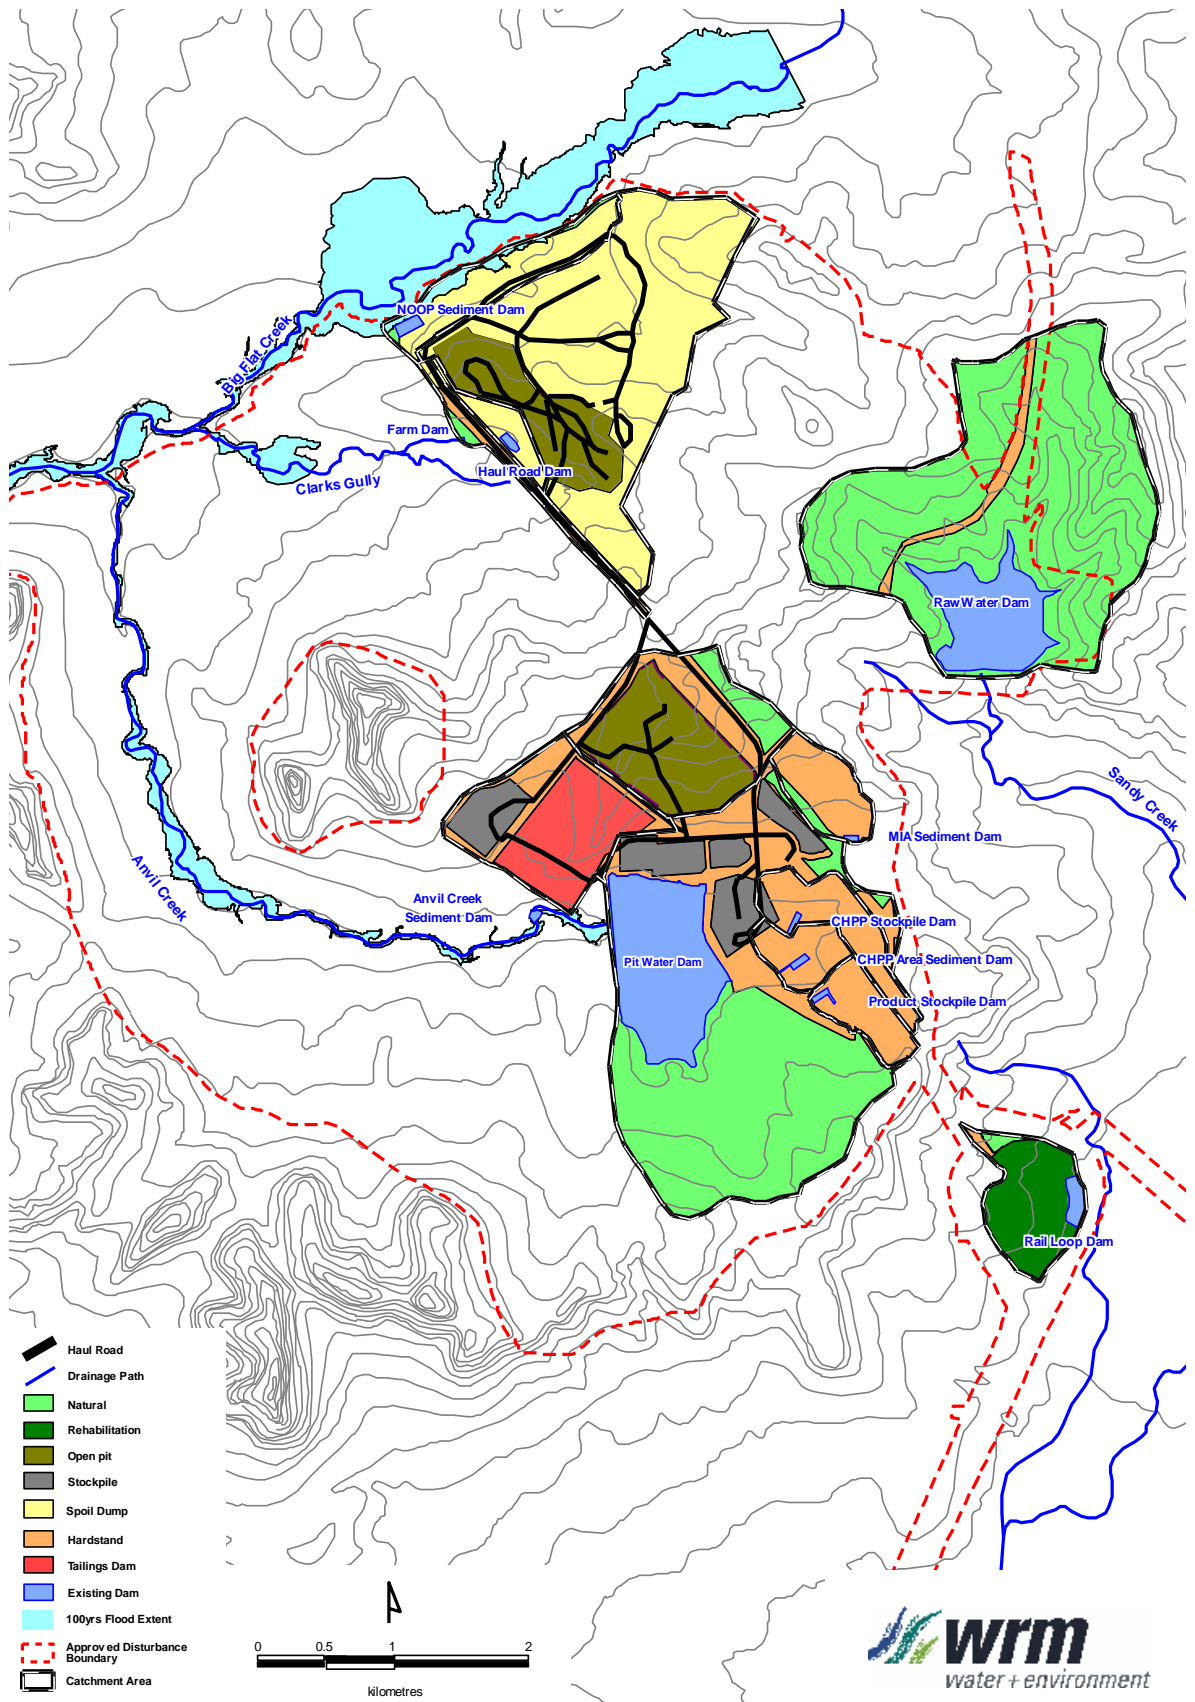 NOOP Sediment Dam
Big Flat Creek
Farm Dam
Haul Road Dam
Clarks Gully
Raw Water Dam
Sandy Creek
MIA Sediment Dam
Anvil Creek
Anvil Creek
Sediment Dam
CHPP Stockpile Dam
Pit Water Dam
CHPP Area Sediment Dam
Product Stockpile Dam
Rail Loop Dam
Haul Road
Drainage Path
Natural
Rehabilitation
Open pit
Stockpile
Spoil Dump
Hardstand
Tailings Dam
Existing Dam
100yrs Flood Extent
Approved Disturbance
Boundary
Catchment Area
0 0.5 1 2
kilometres
wrm
water + environment